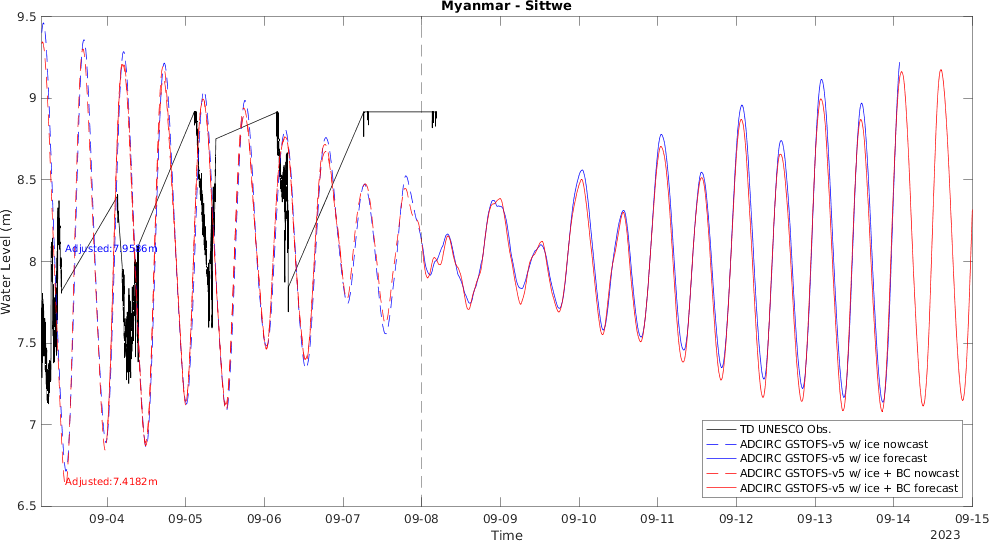 Myanmar - Sittwe
9.5
9
8.5
8
7.5
7
6.5
Water Level (m)
Adjusted:7.9586m
Adjusted:7.4182m
TD UNESCO Obs.
ADCIRC GSTOFS-v5 w/ ice nowcast
ADCIRC GSTOFS-v5 w/ ice forecast
ADCIRC GSTOFS-v5 w/ ice + BC nowcast
ADCIRC GSTOFS-v5 w/ ice + BC forecast
09-04 09-05 09-06 09-07 09-08 09-09 09-10 09-11 09-12 09-13 09-14 09-15
Time
2023